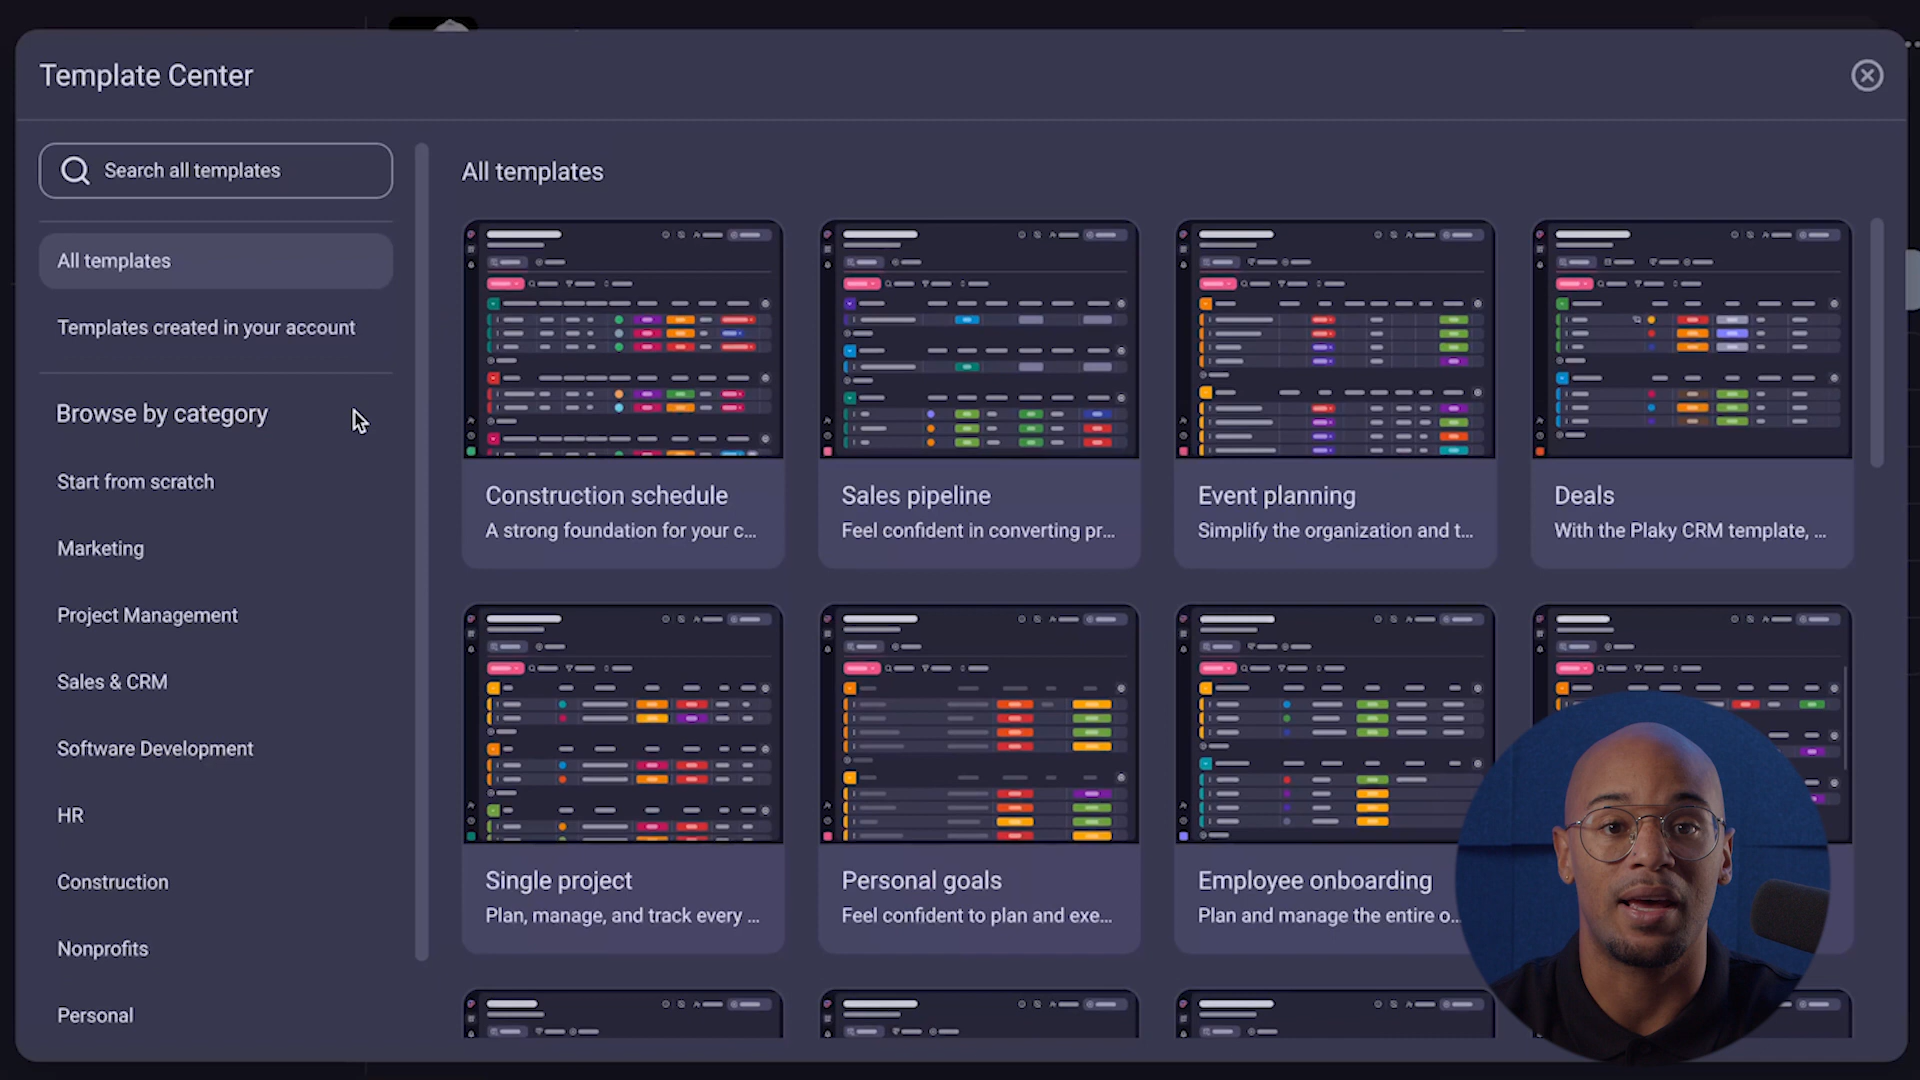 Template Center
Search all templates
All templates
Templates created in your account
Browse by category
Start from scratch
Marketing
Project Management
Sales & CRM
Software Development
HR
Construction
Nonprofits
Personal
All templates
Construction schedule
A strong foundation for your c...
Sales pipeline
Feel confident in converting pr...
Event planning
Simplify the organization and t...
Deals
With the Plaky CRM template, ...
Single project
Plan, manage, and track every ...
Personal goals
Feel confident to plan and exe...
Employee onboarding
Plan and manage the entire o...